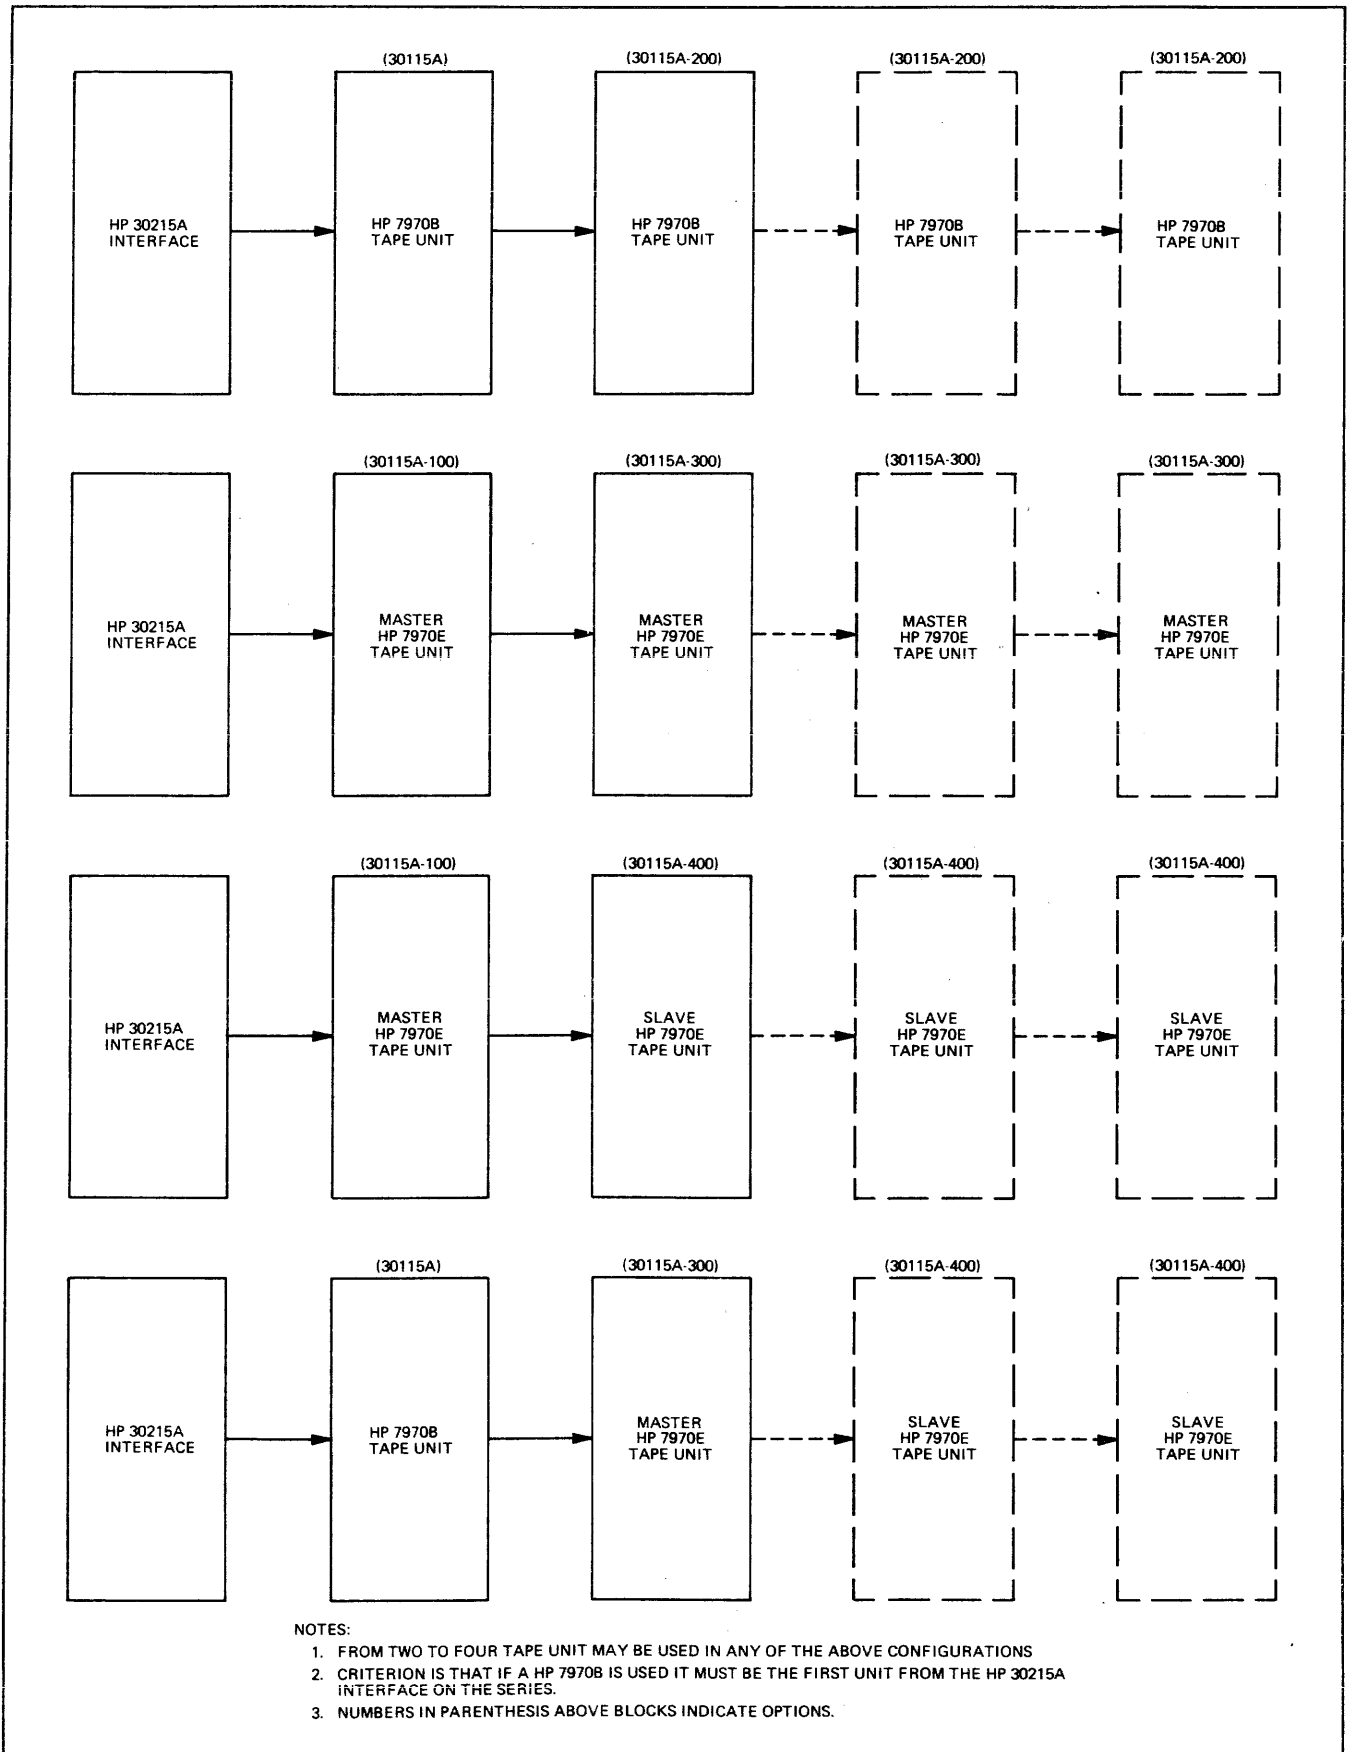 (30115A) (30115A-200) (30115A-200) (30115A-200)
HP 30215A
INTERFACE
HP 7970B
TAPE UNIT
HP 7970B
TAPE UNIT
HP 7970B
TAPE UNIT
HP 7970B
TAPE UNIT
(30115A-100) (30115A-300) (30115A-300) (30115A-300)
HP 30215A
INTERFACE
MASTER
HP 7970E
TAPE UNIT
MASTER
HP 7970E
TAPE UNIT
MASTER
HP 7970E
TAPE UNIT
MASTER
HP 7970E
TAPE UNIT
(30115A-100) (30115A-400) (30115A-400) (30115A-400)
HP 30215A
INTERFACE
MASTER
HP 7970E
TAPE UNIT
SLAVE
HP 7970E
TAPE UNIT
SLAVE
HP 7970E
TAPE UNIT
SLAVE
HP 7970E
TAPE UNIT
(30115A) (30115A-300) (30115A-400) (30115A-400)
HP 30215A
INTERFACE
HP 7970B
TAPE UNIT
MASTER
HP 7970E
TAPE UNIT
SLAVE
HP 7970E
TAPE UNIT
SLAVE
HP 7970E
TAPE UNIT
NOTES:
1. FROM TWO TO FOUR TAPE UNIT MAY BE USED IN ANY OF THE ABOVE CONFIGURATIONS
2. CRITERION IS THAT IF A HP 7970B IS USED IT MUST BE THE FIRST UNIT FROM THE HP 30215A
INTERFACE ON THE SERIES.
3. NUMBERS IN PARENTHESIS ABOVE BLOCKS INDICATE OPTIONS.